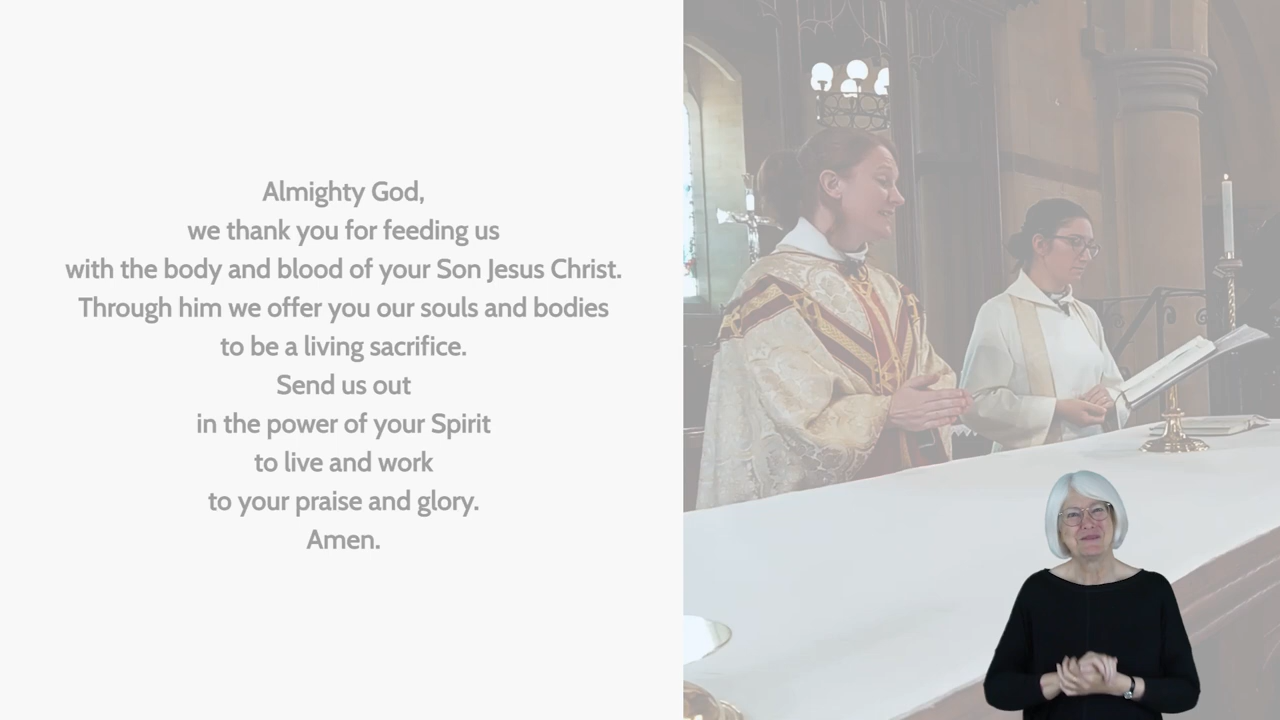 Almighty God,
we thank you for feeding us
with the body and blood of your Son Jesus Christ.
Through him we offer you our souls and bodies
to be a living sacrifice.
Send us out
in the power of your Spirit
to live and work
to your praise and glory.
Amen.